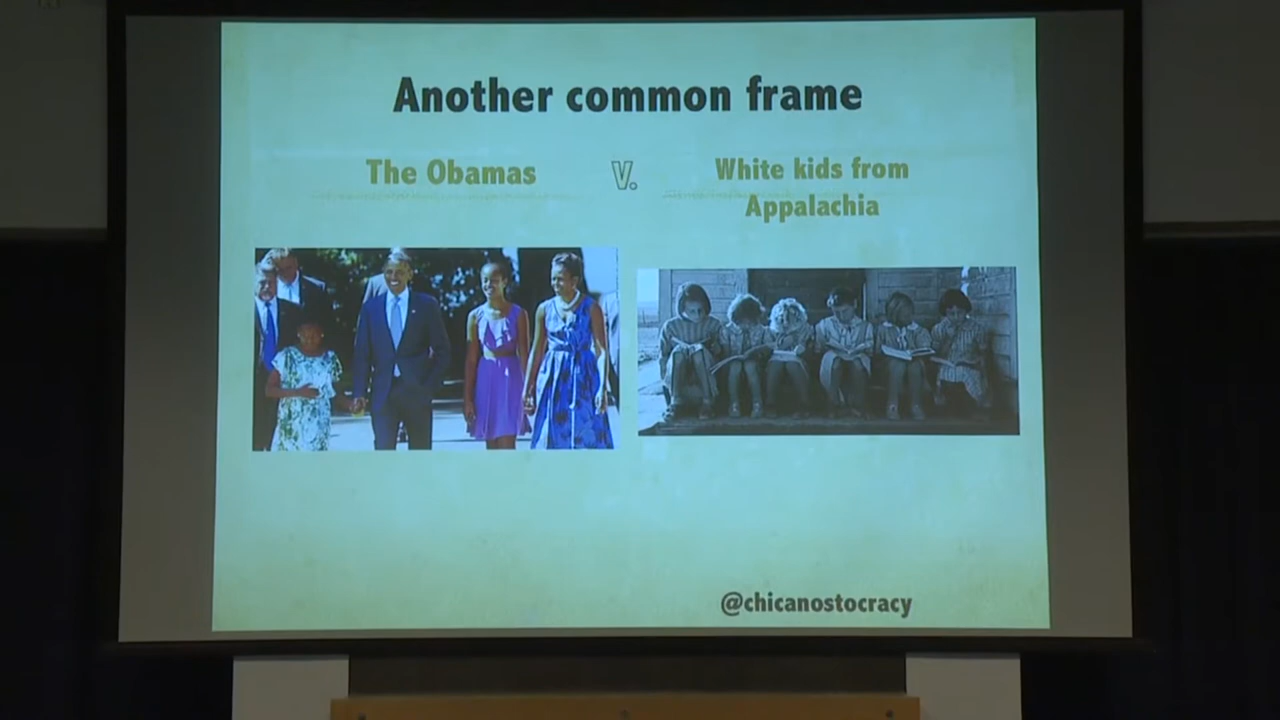 Another common frame
The Obamas
V.
White kids from
Appalachia
@chicanostocracy